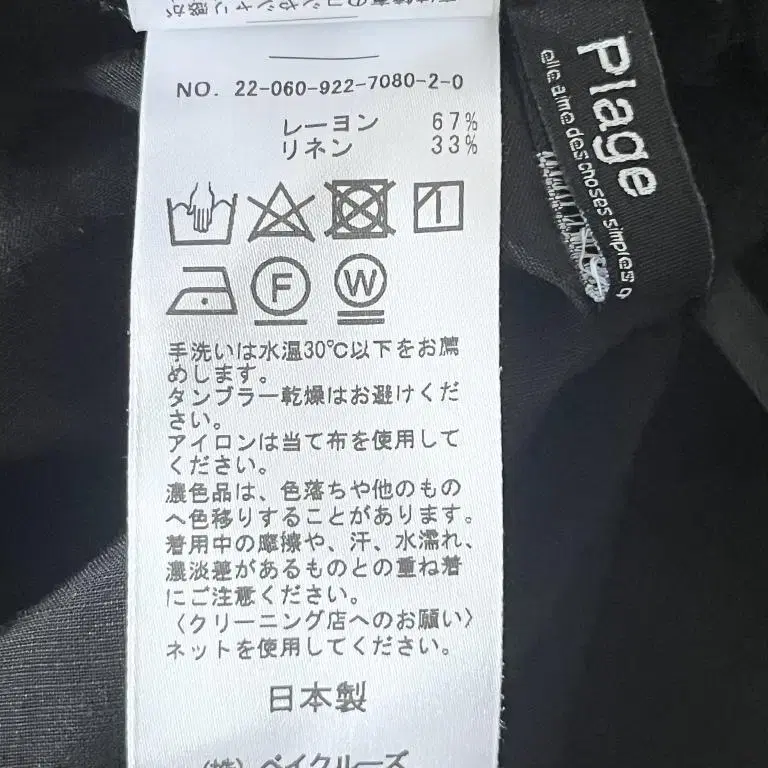 NO. 22-060-922-7080-2-0
レーヨン 67%
リネン 33%
F W
手洗いは水温30℃以下をお薦
めします。
タンブラー乾燥はお避けくだ
さい。
アイロンは当て布を使用して
ください。
濃色品は、色落ちや他のもの
へ色移りすることがあります。
着用中の摩擦や、汗、水濡れ、
濃淡差があるものとの重ね着
にご注意ください。
〈クリーニング店へのお願い〉
ネットを使用してください。
日本製
(株)ベイクルーズ
Plage
elle aime des choses simples q